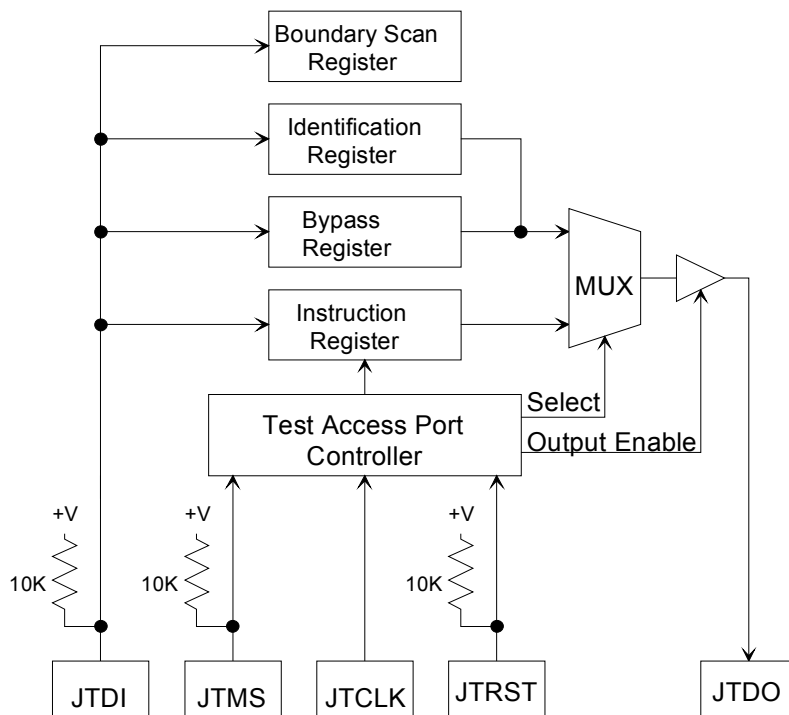 Boundary Scan
Register
Identification
Register
Bypass
Register
MUX
Instruction
Register
Select
Test Access Port
Controller
Output Enable
+V
+V
+V
10K
10K
10K
JTDI
JTMS
JTCLK
JTRST
JTDO